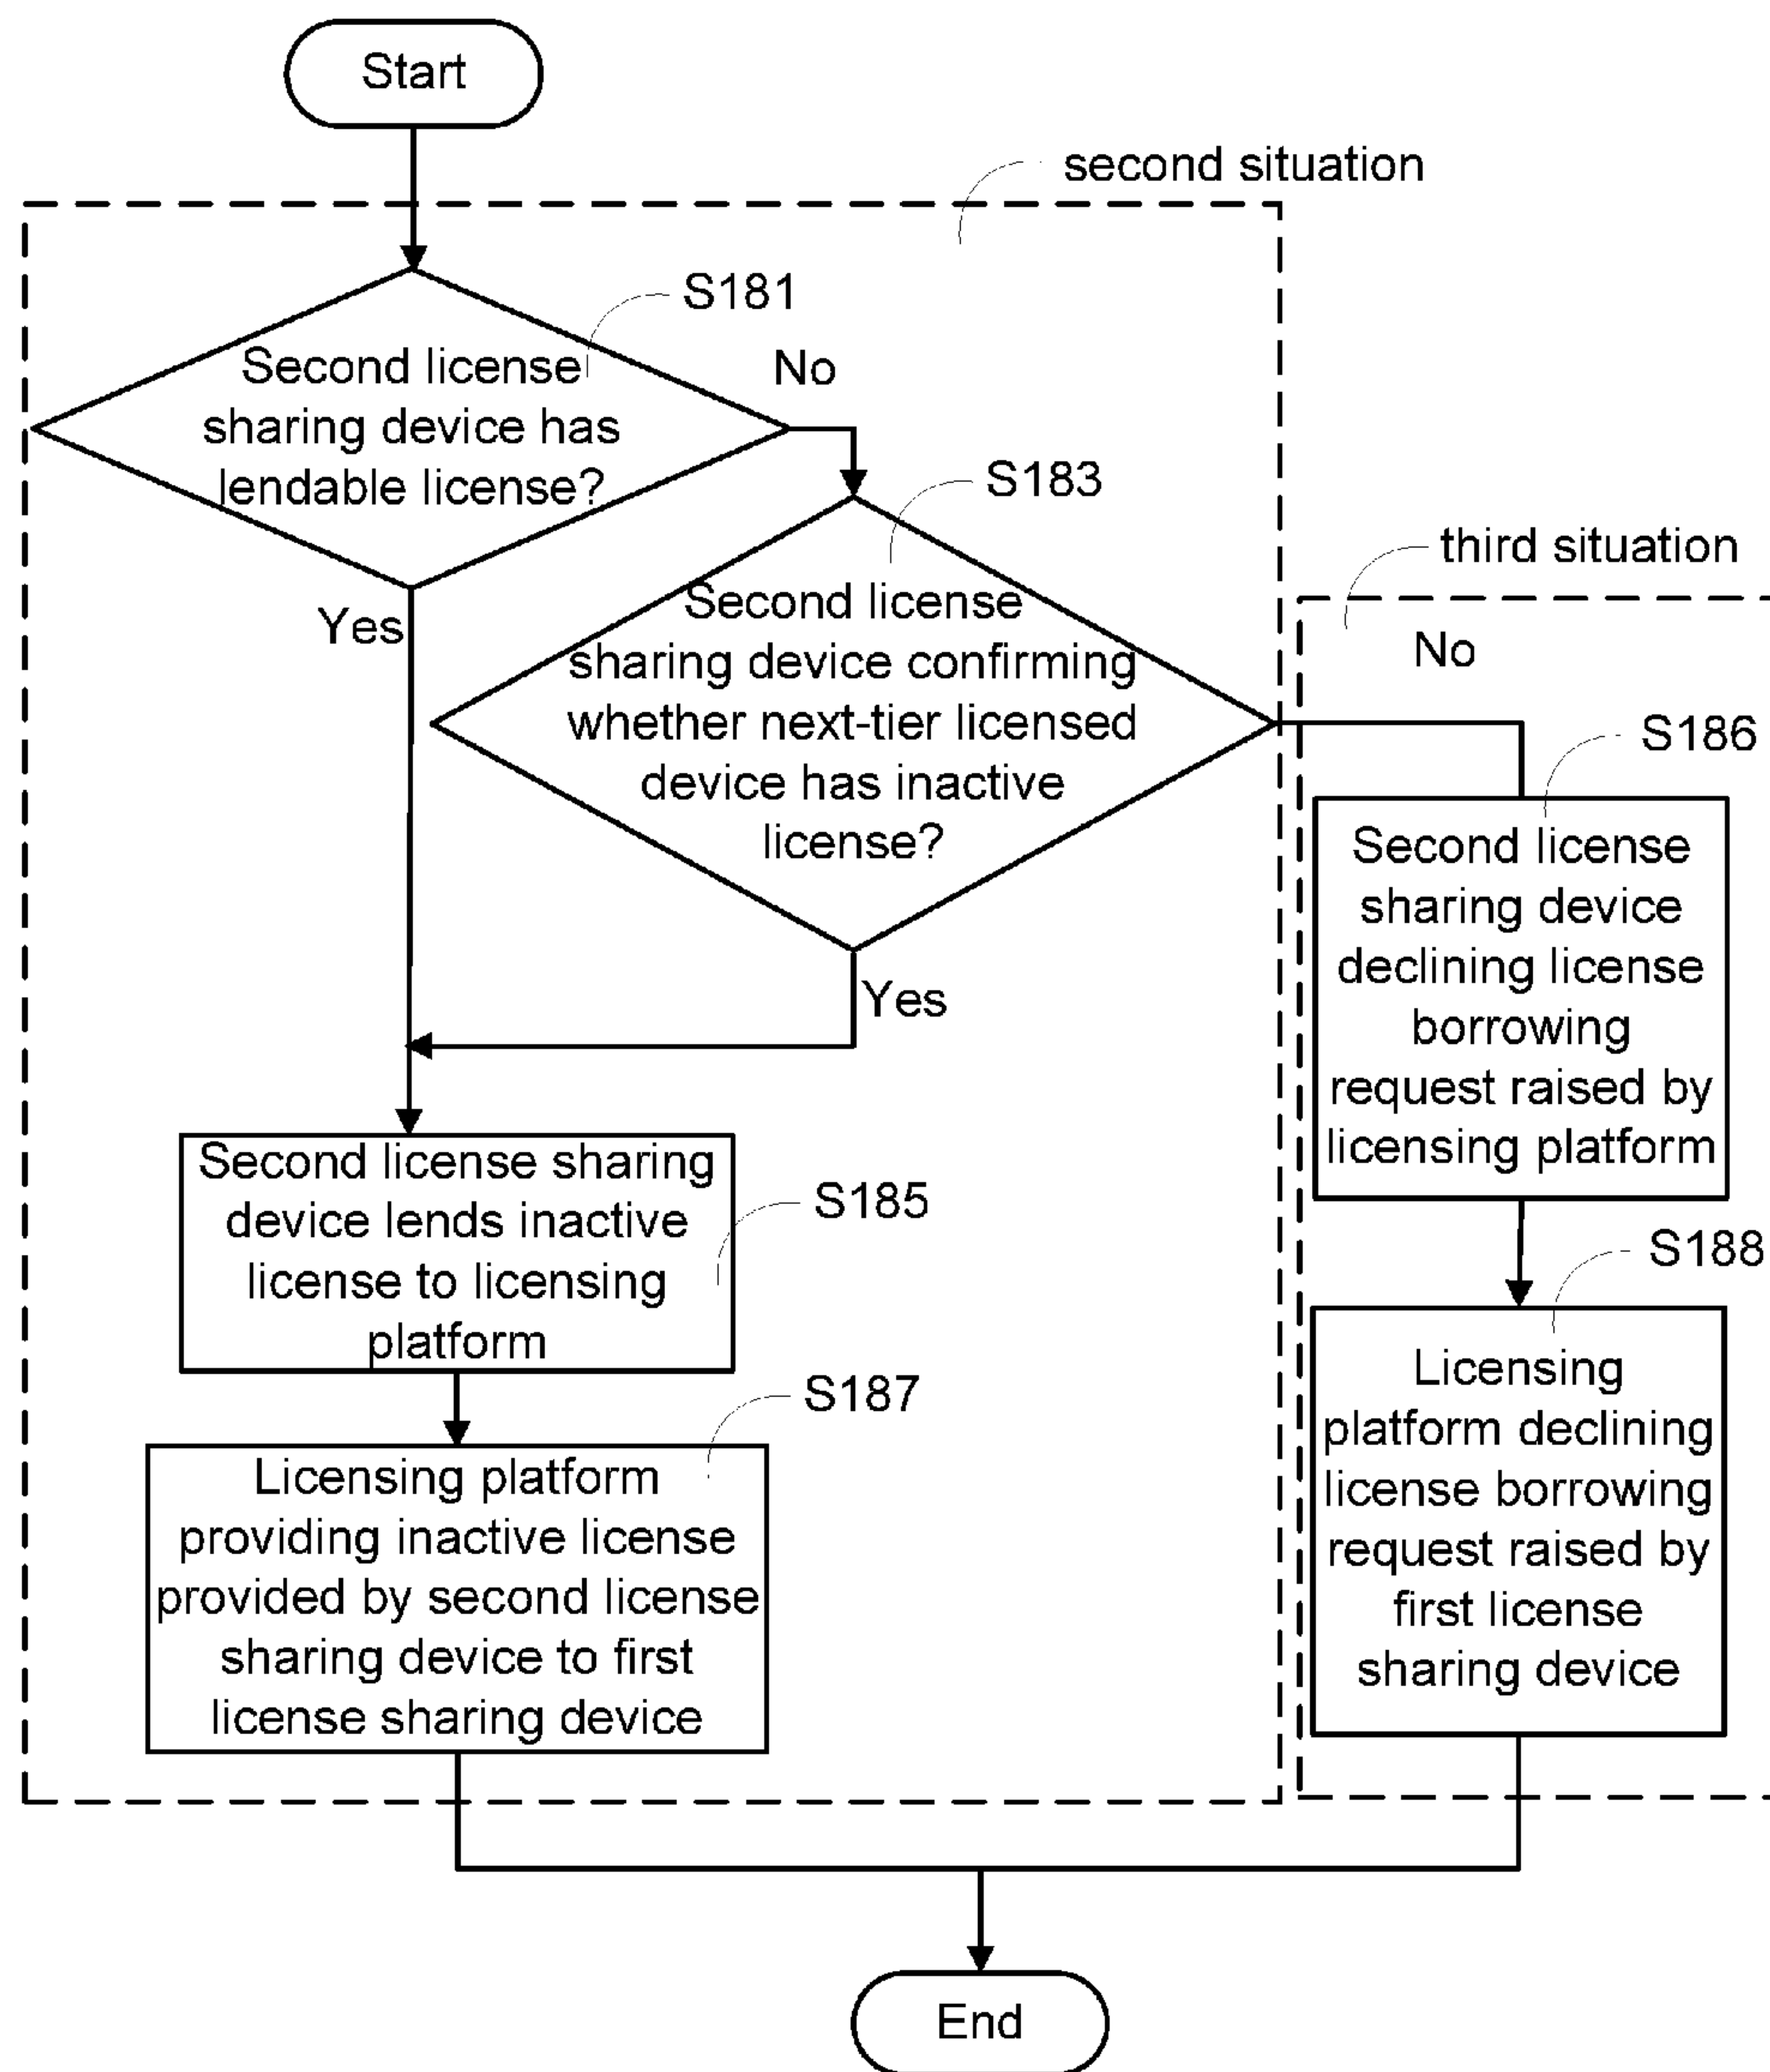 Start
second situation
S181
Second license
sharing device has
lendable license?
No
Yes
S183
Second license
sharing device confirming
whether next-tier licensed
device has inactive
license?
Yes
third situation
No
S186
Second license
sharing device
declining license
borrowing
request raised by
licensing platform
Second license sharing
device lends inactive
license to licensing
platform
S185
S187
Licensing platform
providing inactive license
provided by second license
sharing device to first
license sharing device
S188
Licensing
platform declining
license borrowing
request raised by
first license
sharing device
End